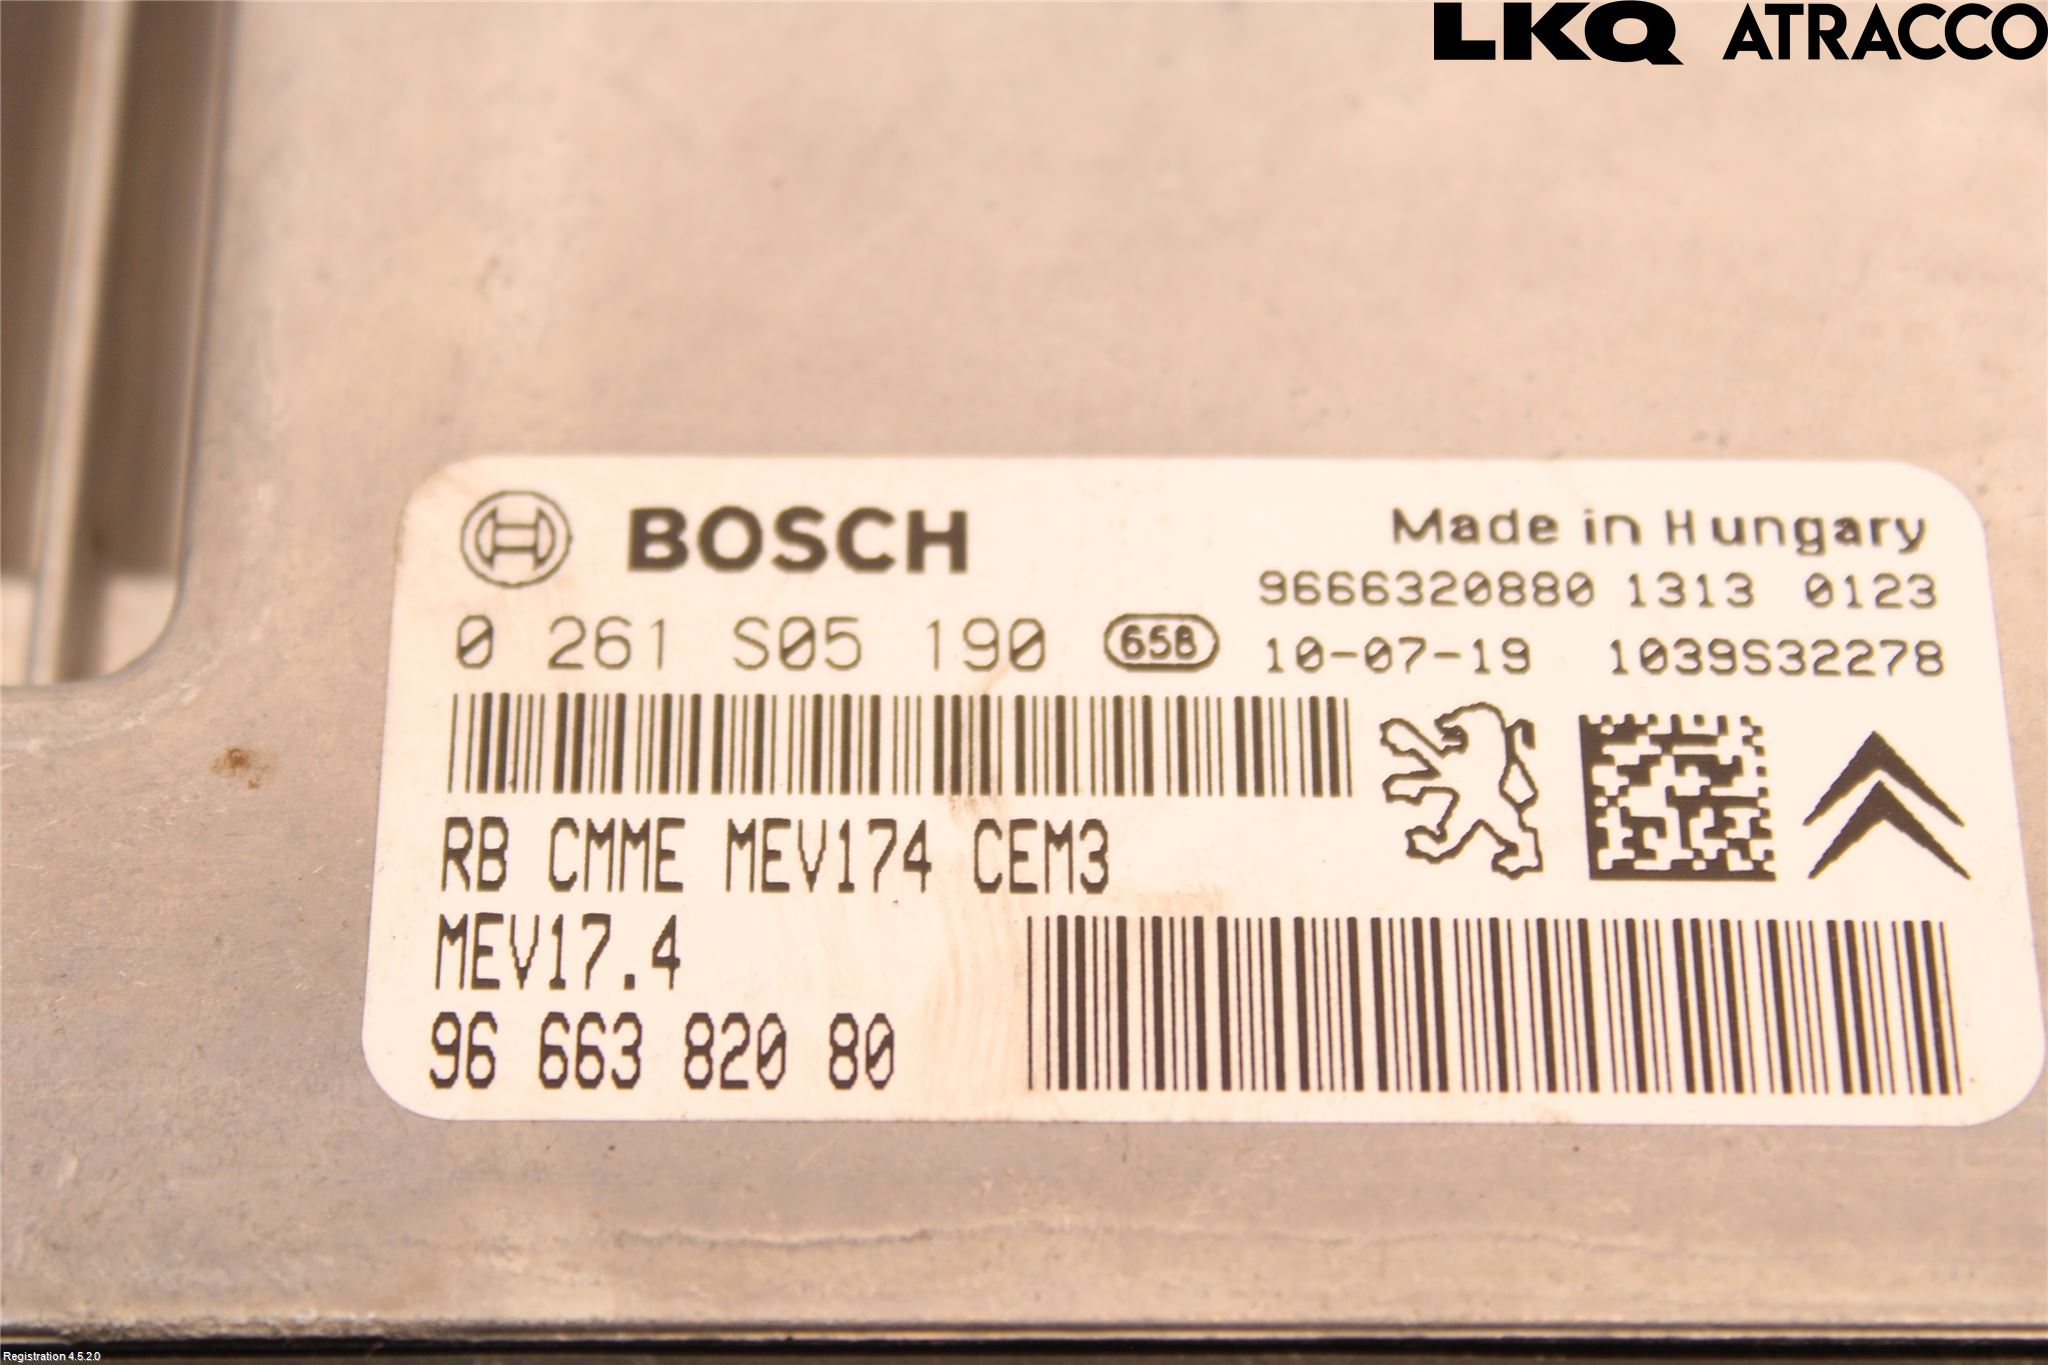 LKQ ATRACCO
BOSCH
Made in Hungary
9666320880 1313 0123
0 261 S05 190 65B 10-07-19 1039S32278
RB CMME MEV174 CEM3
MEV17.4
96 663 820 80
Registration 4.5.2.0